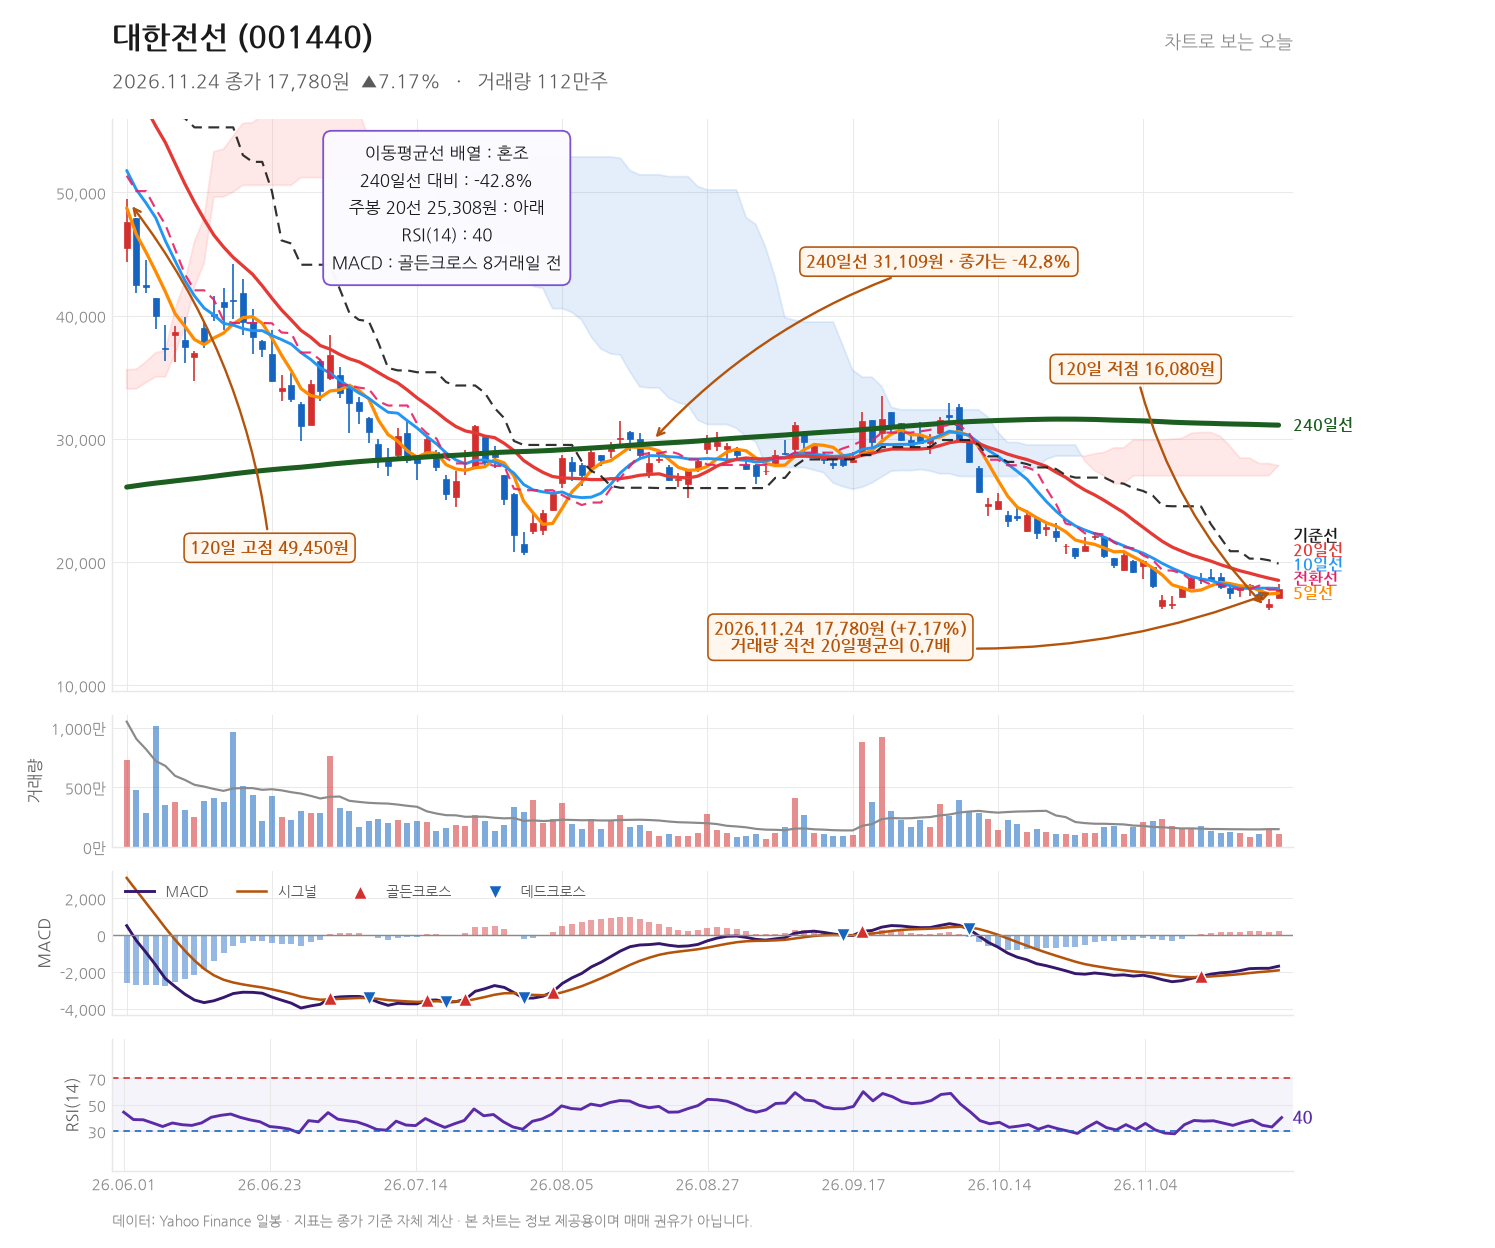 대한전선 (001440)
차트로 보는 오늘
2026.11.24 종가 17,780원 ▲7.17% · 거래량 112만주
이동평균선 배열 : 혼조
240일선 대비 : -42.8%
주봉 20선 25,308원 : 아래
RSI(14) : 40
MACD : 골든크로스 8거래일 전
240일선 31,109원 · 종가는 -42.8%
120일 저점 16,080원
120일 고점 49,450원
2026.11.24 17,780원 (+7.17%)
거래량 직전 20일평균의 0.7배
50,000
40,000
30,000
20,000
10,000
240일선
기준선
20일선
10일선
전환선
5일선
거래량
1,000만
500만
0만
MACD
MACD
시그널
▲ 골든크로스
▼ 데드크로스
2,000
0
-2,000
-4,000
RSI(14)
70
50
30
40
26.06.01
26.06.23
26.07.14
26.08.05
26.08.27
26.09.17
26.10.14
26.11.04
데이터: Yahoo Finance 일봉 · 지표는 종가 기준 자체 계산 · 본 차트는 정보 제공용이며 매매 권유가 아닙니다.